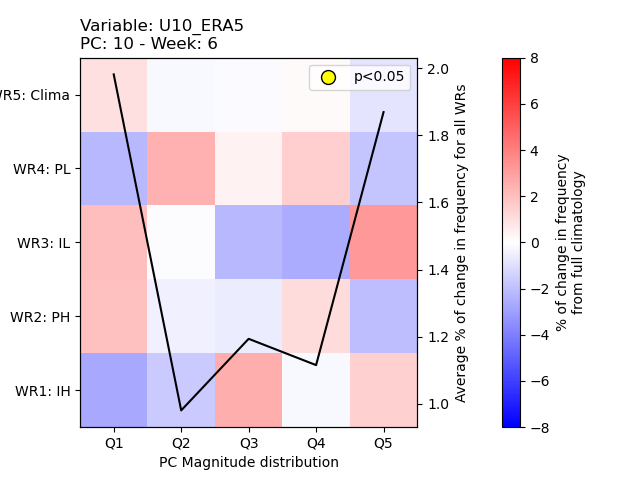 Variable: U10_ERA5
PC: 10 - Week: 6
p<0.05
R5: Clima
WR4: PL
WR3: IL
WR2: PH
WR1: IH
Q1 Q2 Q3 Q4 Q5
PC Magnitude distribution
2.0
1.8
1.6
1.4
1.2
1.0
Average % of change in frequency for all WRs
8
6
4
2
0
−2
−4
−6
−8
% of change in frequency
from full climatology